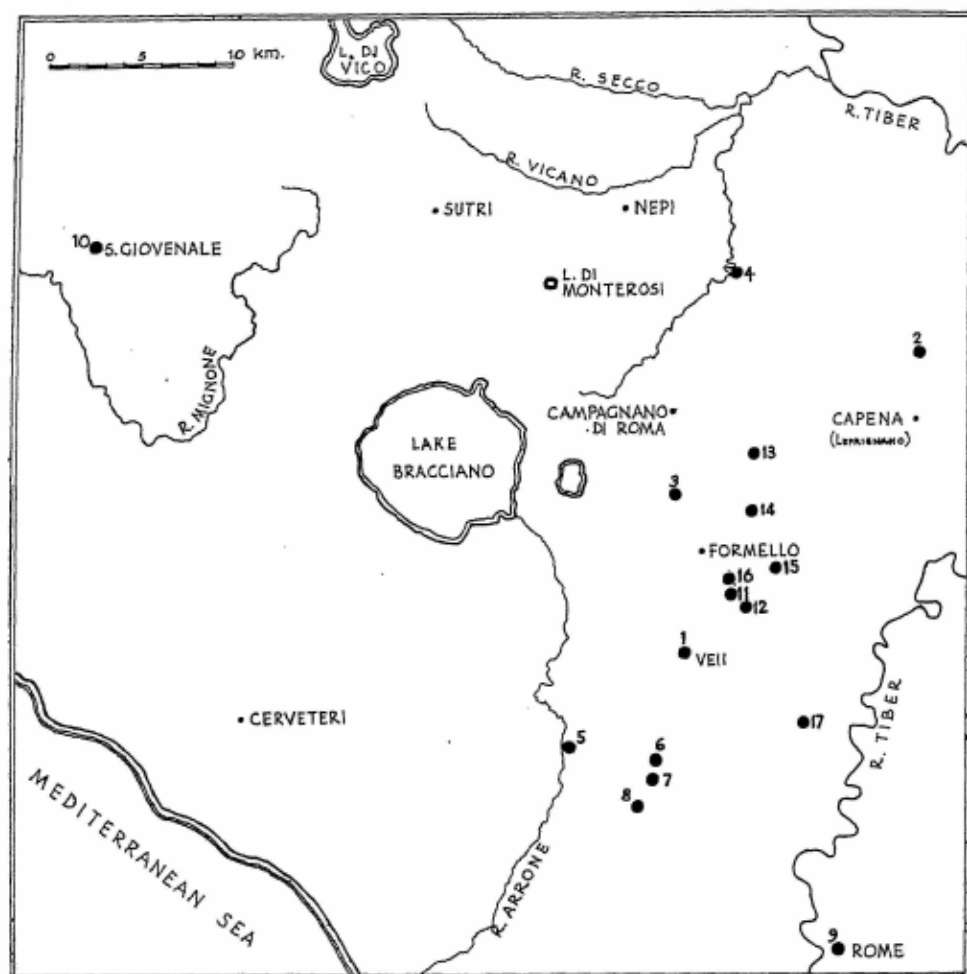 0 5 10 km.
L. DI
VICO
R. SECCO
R. TIBER
R. VICANO
SUTRI
NEPI
10 S. GIOVENALE
L. DI
MONTEROSI
4
2
R. MIGNONE
CAMPAGNANO
DI ROMA
CAPENA
(LEPRIGNANO)
LAKE
BRACCIANO
13
3
14
FORMELLO
15
16
11
12
1
VEII
CERVETERI
17
R. TIBER
5
6
7
8
MEDITERRANEAN SEA
R. ARRONE
9
ROME